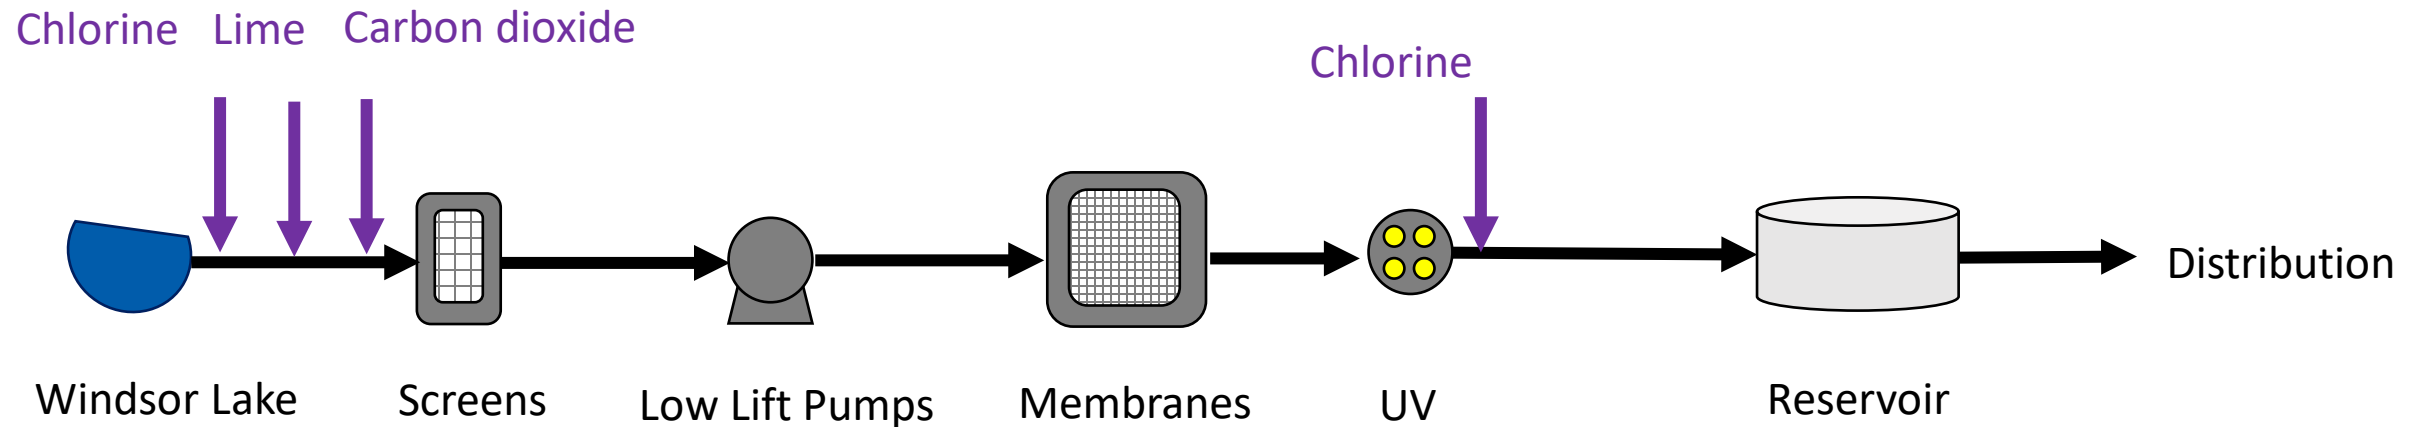 Chlorine
Lime
Carbon dioxide
Chlorine
Distribution
Windsor Lake
Screens
Low Lift Pumps
Membranes
UV
Reservoir